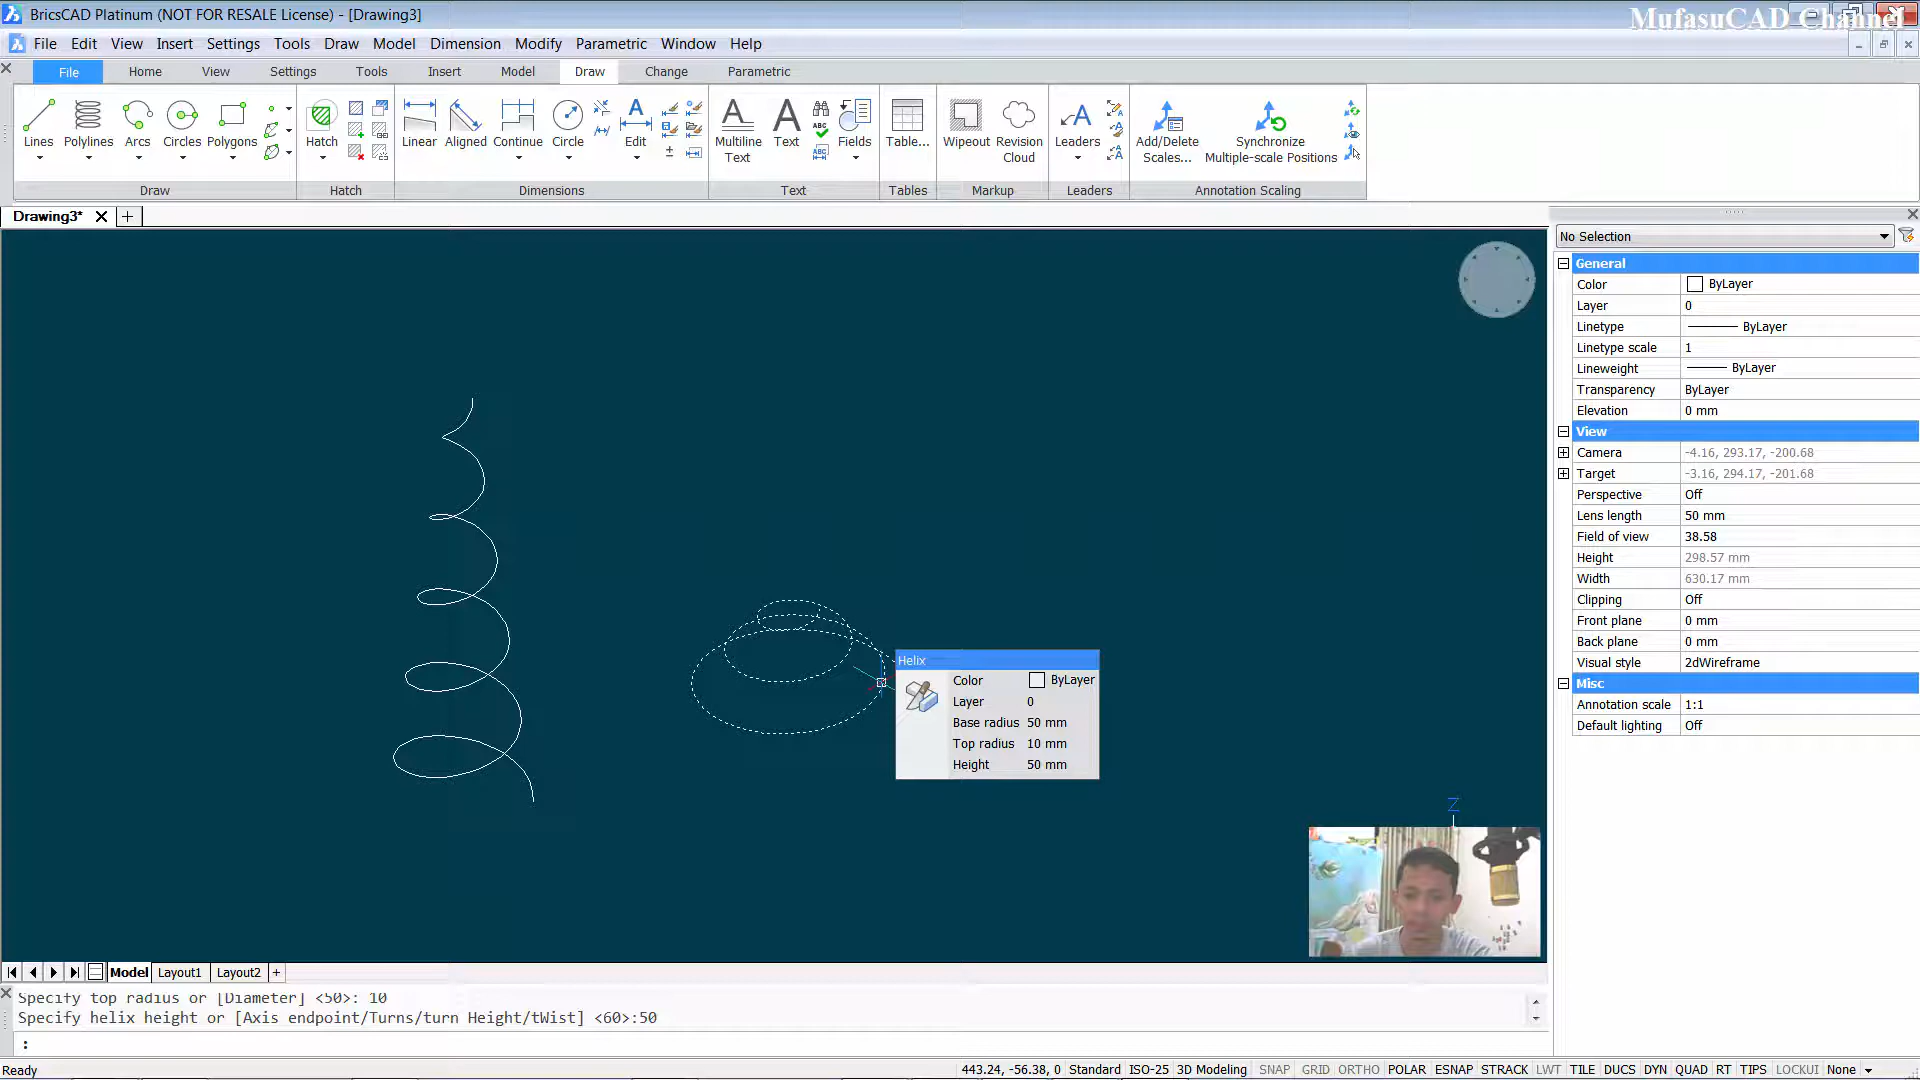 BricsCAD Platinum (NOT FOR RESALE License) - [Drawing3]
MufasuCAD Channel
File Edit View Insert Settings Tools Draw Model Dimension Modify Parametric Window Help
File Home View Settings Tools Insert Model Draw Change Parametric
Lines Polylines Arcs Circles Polygons
Hatch
Linear Aligned Continue Circle Edit
Multiline Text
Text
Fields
Table...
Wipeout
Revision Cloud
Leaders
Add/Delete Scales...
Synchronize Multiple-scale Positions
Draw Hatch Dimensions Text Tables Markup Leaders Annotation Scaling
Drawing3*
No Selection
General
Color ByLayer
Layer 0
Linetype ByLayer
Linetype scale 1
Lineweight ByLayer
Transparency ByLayer
Elevation 0 mm
View
Camera -4.16, 293.17, -200.68
Target -3.16, 294.17, -201.68
Perspective Off
Lens length 50 mm
Field of view 38.58
Height 298.57 mm
Width 630.17 mm
Clipping Off
Front plane 0 mm
Back plane 0 mm
Visual style 2dWireframe
Misc
Annotation scale 1:1
Default lighting Off
Helix
Color ByLayer
Layer 0
Base radius 50 mm
Top radius 10 mm
Height 50 mm
Z
Model Layout1 Layout2
Specify top radius or [Diameter] <50>: 10
Specify helix height or [Axis endpoint/Turns/turn Height/tWist] <60>:50
:
Ready
443.24, -56.38, 0 Standard ISO-25 3D Modeling SNAP GRID ORTHO POLAR ESNAP STRACK LWT TILE DUCS DYN QUAD RT TIPS LOCKUI None